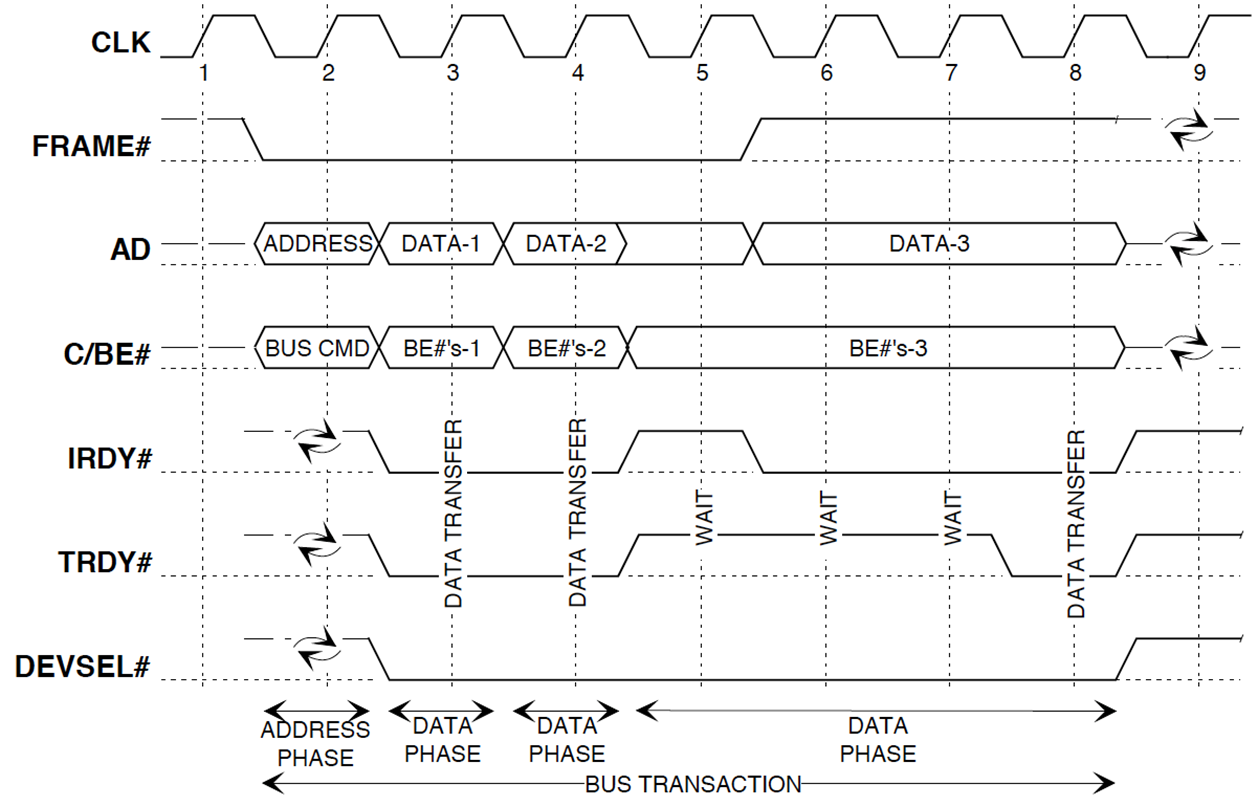 CLK
1 2 3 4 5 6 7 8 9
FRAME#
AD
ADDRESS DATA-1 DATA-2 DATA-3
C/BE#
BUS CMD BE#'s-1 BE#'s-2 BE#'s-3
IRDY#
DATA TRANSFER
DATA TRANSFER
WAIT
WAIT
WAIT
DATA TRANSFER
TRDY#
DEVSEL#
ADDRESS
PHASE
DATA
PHASE
DATA
PHASE
DATA
PHASE
BUS TRANSACTION